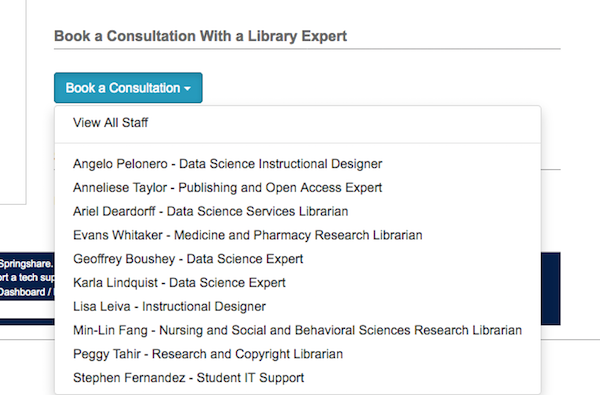 Book a Consultation With a Library Expert
Book a Consultation
View All Staff
Angelo Pelonero - Data Science Instructional Designer
Anneliese Taylor - Publishing and Open Access Expert
Ariel Deardorff - Data Science Services Librarian
Evans Whitaker - Medicine and Pharmacy Research Librarian
Geoffrey Boushey - Data Science Expert
Karla Lindquist - Data Science Expert
Lisa Leiva - Instructional Designer
Min-Lin Fang - Nursing and Social and Behavioral Sciences Research Librarian
Peggy Tahir - Research and Copyright Librarian
Stephen Fernandez - Student IT Support
Springshare.
ort a tech sup
Dashboard /